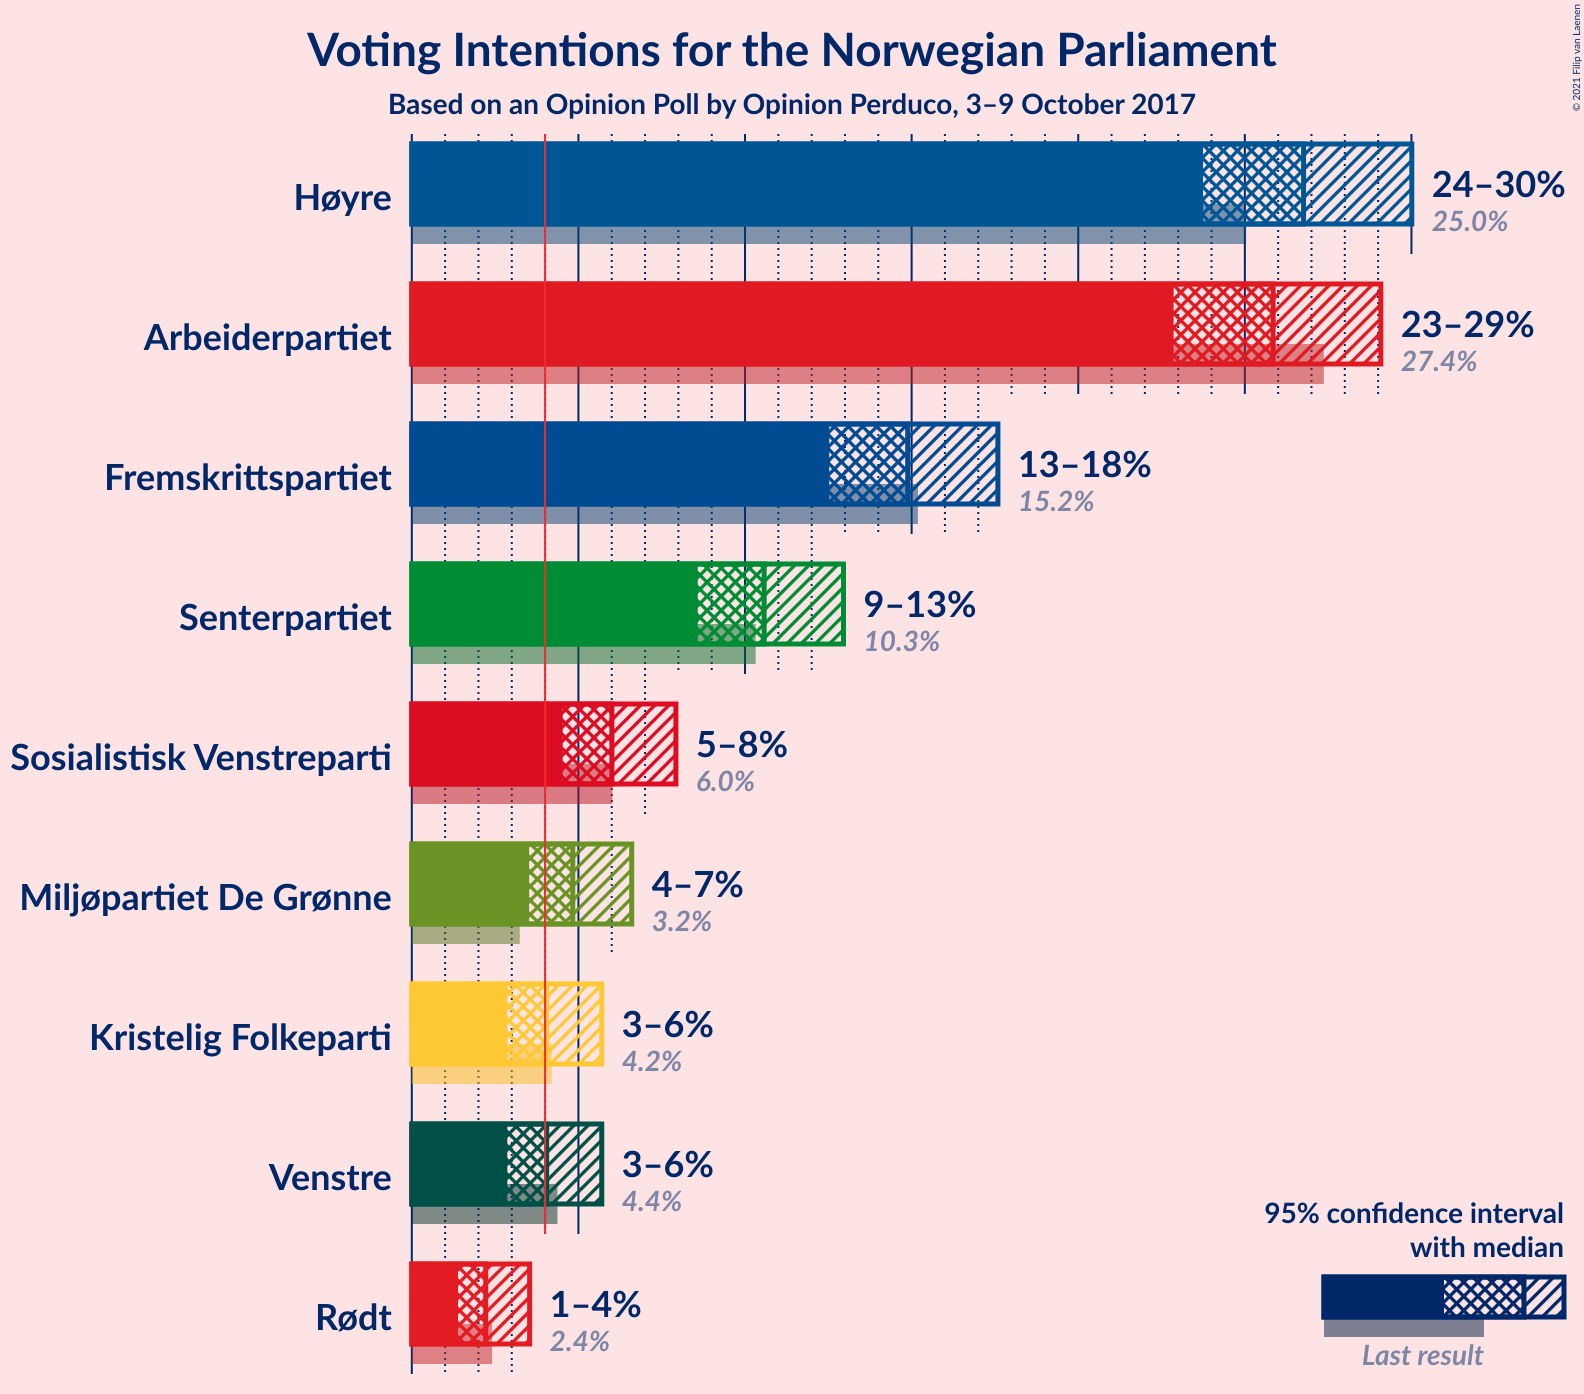 Voting Intentions for the Norwegian Parliament
Based on an Opinion Poll by Opinion Perduco, 3–9 October 2017
© 2021 Filip van Laenen
Høyre
24–30%
25.0%
Arbeiderpartiet
23–29%
27.4%
Fremskrittspartiet
13–18%
15.2%
Senterpartiet
9–13%
10.3%
Sosialistisk Venstreparti
5–8%
6.0%
Miljøpartiet De Grønne
4–7%
3.2%
Kristelig Folkeparti
3–6%
4.2%
Venstre
3–6%
4.4%
Rødt
1–4%
2.4%
95% confidence interval
with median
Last result